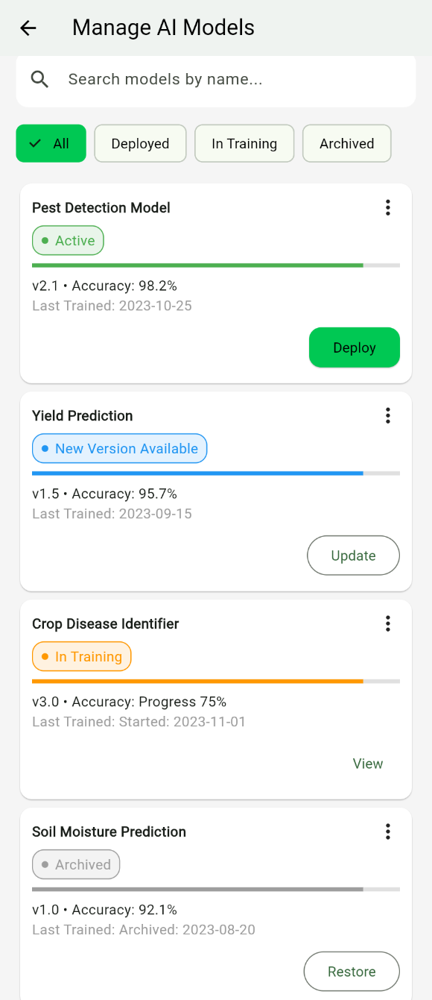 Manage AI Models
Search models by name...
All
Deployed
In Training
Archived
Pest Detection Model
Active
v2.1 • Accuracy: 98.2%
Last Trained: 2023-10-25
Deploy
Yield Prediction
New Version Available
v1.5 • Accuracy: 95.7%
Last Trained: 2023-09-15
Update
Crop Disease Identifier
In Training
v3.0 • Accuracy: Progress 75%
Last Trained: Started: 2023-11-01
View
Soil Moisture Prediction
Archived
v1.0 • Accuracy: 92.1%
Last Trained: Archived: 2023-08-20
Restore